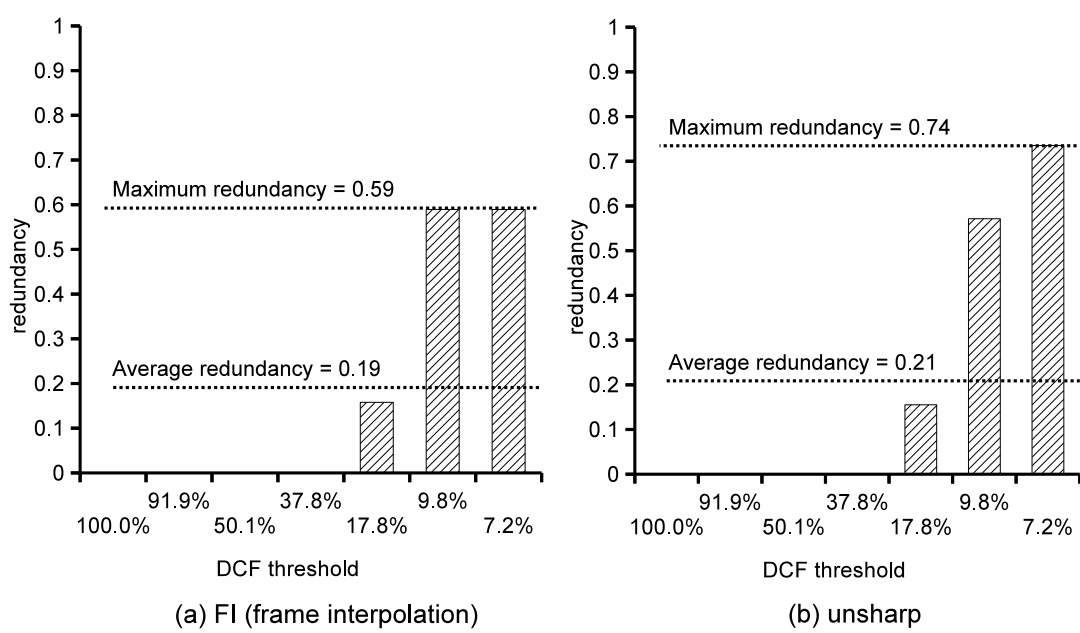 1
0.9
0.8
0.7
0.6
0.5
0.4
0.3
0.2
0.1
0
redundancy
Maximum redundancy = 0.59
Average redundancy = 0.19
91.9% 37.8% 9.8%
100.0% 50.1% 17.8% 7.2%
DCF threshold
(a) FI (frame interpolation)
1
0.9
0.8
0.7
0.6
0.5
0.4
0.3
0.2
0.1
0
redundancy
Maximum redundancy = 0.74
Average redundancy = 0.21
91.9% 37.8% 9.8%
100.0% 50.1% 17.8% 7.2%
DCF threshold
(b) unsharp